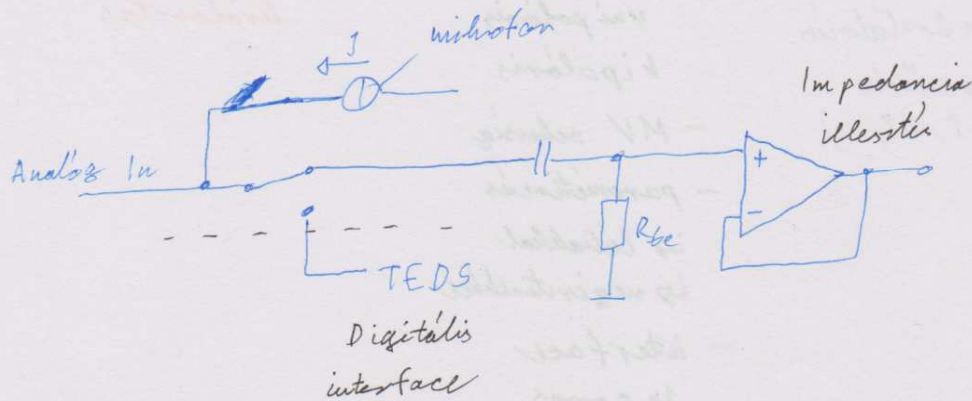 J
mikrofon
Impedancia
illesztés
Analóg In
+
-
Rbe
TEDS
Digitális
interface